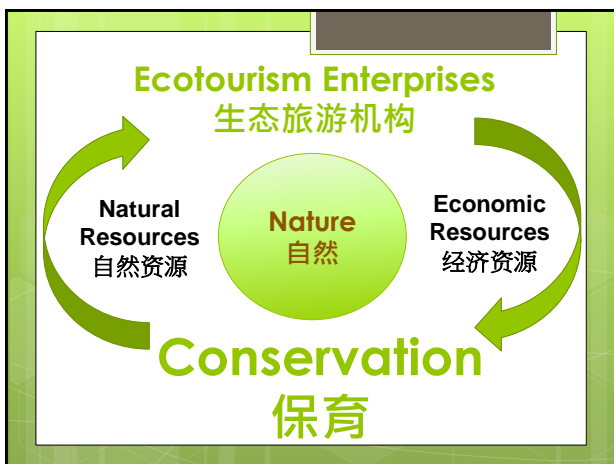 Ecotourism Enterprises
生态旅游机构
Natural
Resources
自然资源
Nature
自然
Economic
Resources
经济资源
Conservation
保育